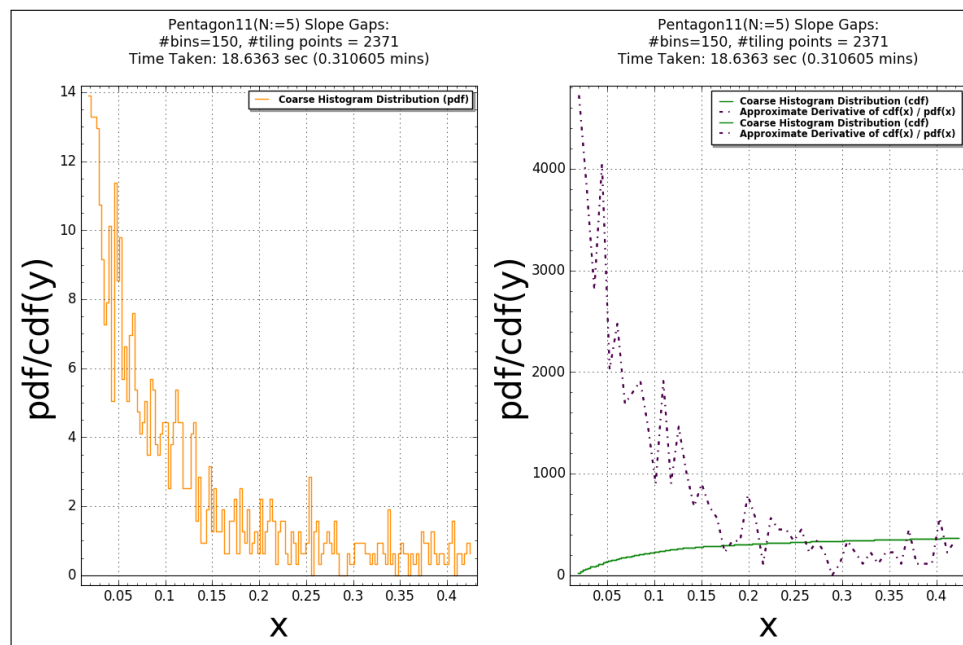 Pentagon11(N:=5) Slope Gaps:
#bins=150, #tiling points = 2371
Time Taken: 18.6363 sec (0.310605 mins)
Coarse Histogram Distribution (pdf)
14
12
10
8
6
4
2
0
0.05
0.1
0.15
0.2
0.25
0.3
0.35
0.4
pdf/cdf(y)
x
Pentagon11(N:=5) Slope Gaps:
#bins=150, #tiling points = 2371
Time Taken: 18.6363 sec (0.310605 mins)
Coarse Histogram Distribution (cdf)
Approximate Derivative of cdf(x) / pdf(x)
Coarse Histogram Distribution (cdf)
Approximate Derivative of cdf(x) / pdf(x)
4000
3000
2000
1000
0
0.05
0.1
0.15
0.2
0.25
0.3
0.35
0.4
pdf/cdf(y)
x